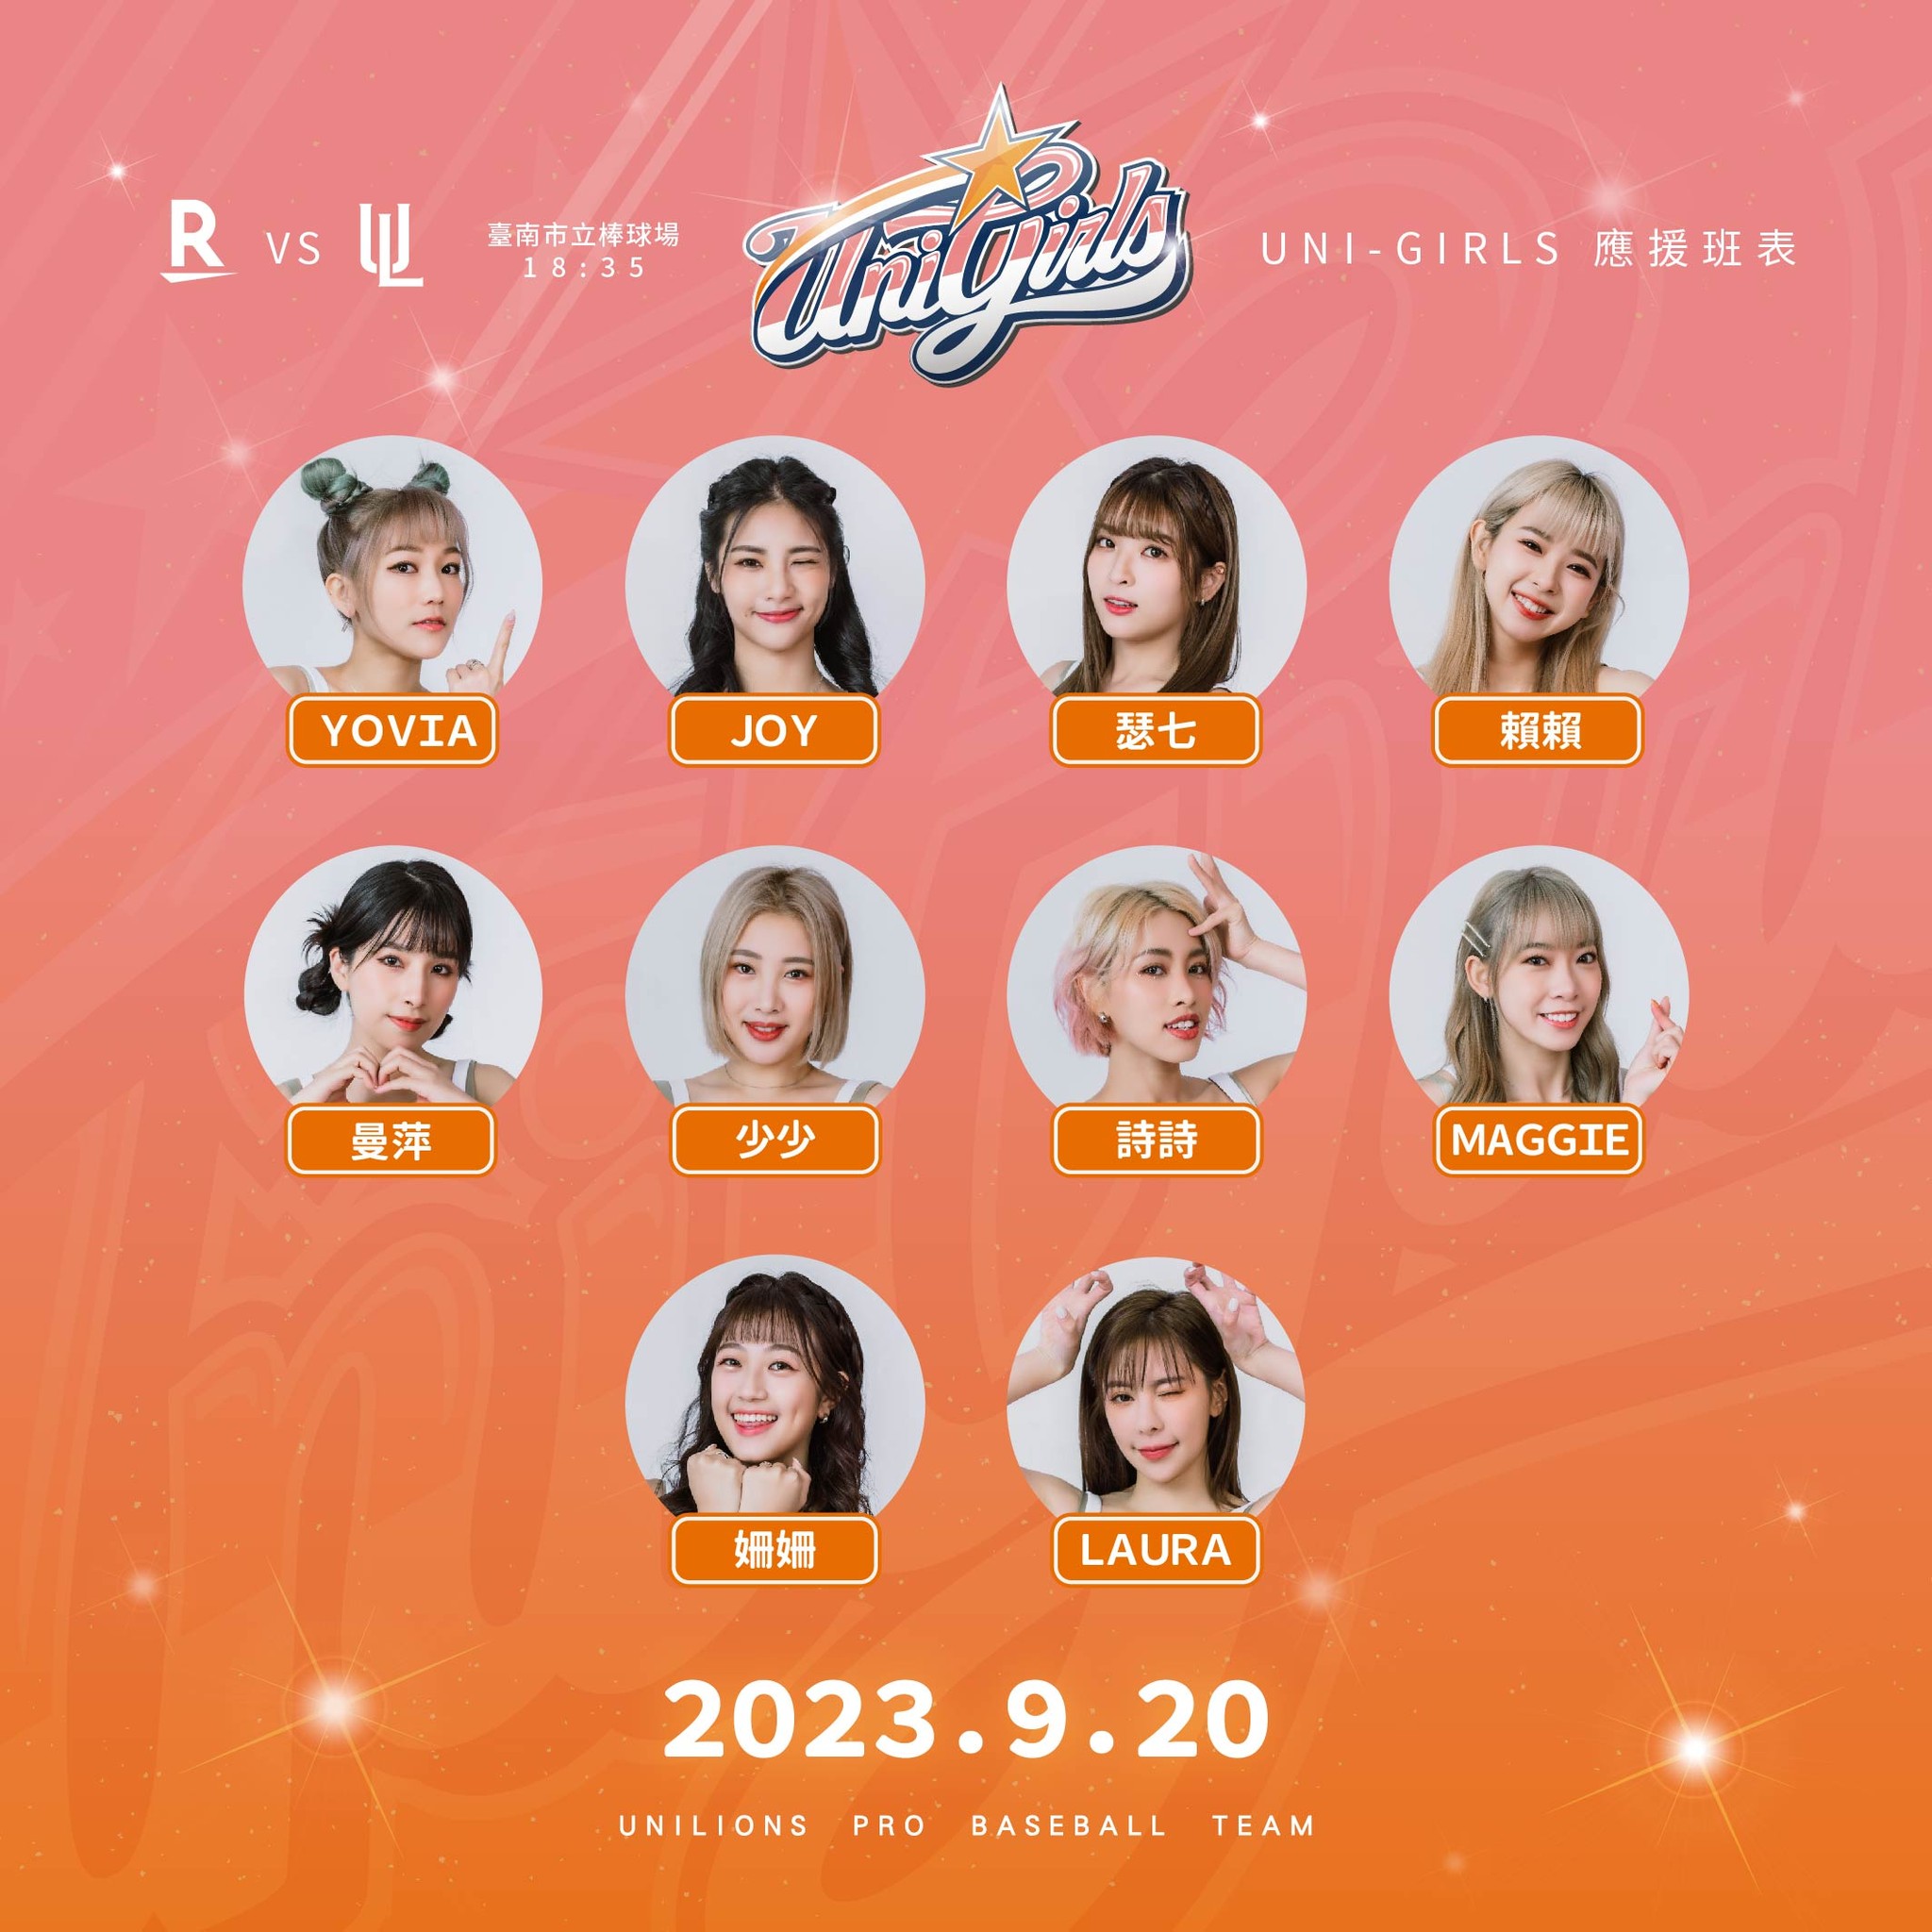 R VS UL
臺南市立棒球場
18:35
UniGirls
UNI-GIRLS 應援班表
YOVIA
JOY
瑟七
賴賴
曼萍
少少
詩詩
MAGGIE
姍姍
LAURA
2023.9.20
UNILIONS PRO BASEBALL TEAM